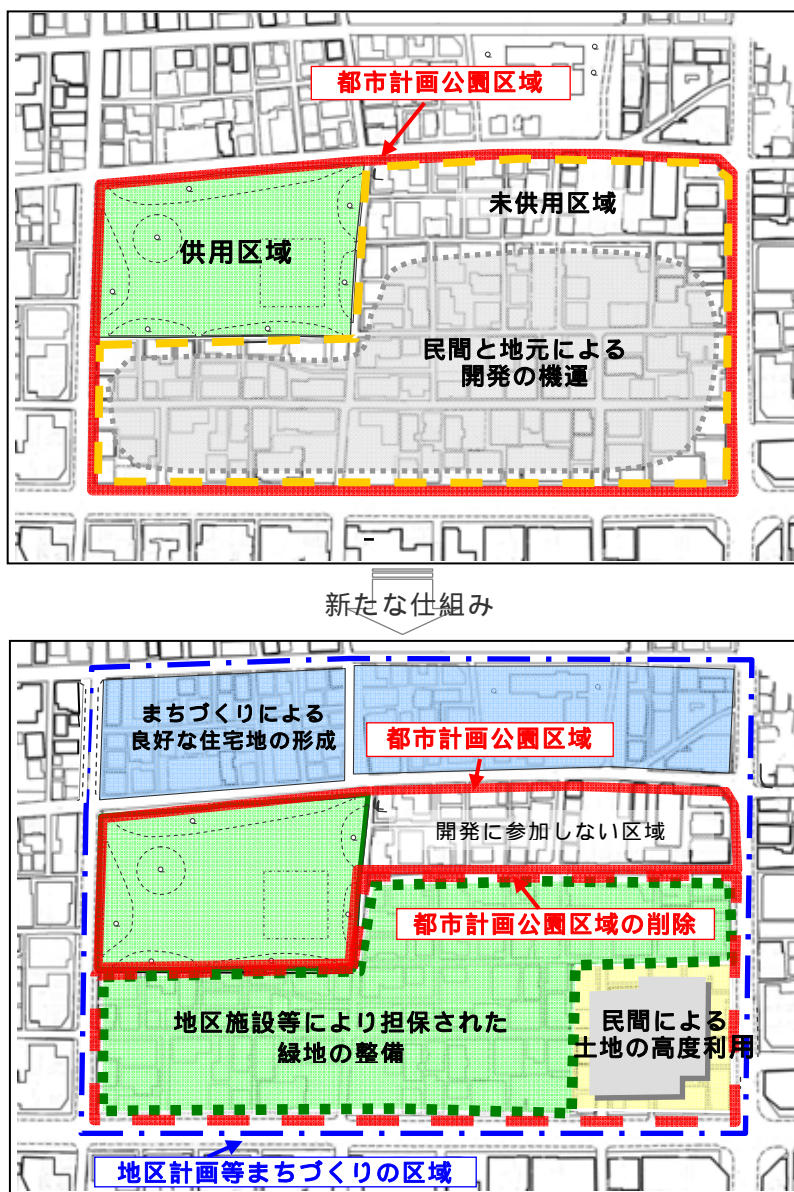 都市計画公園区域
未供用区域
供用区域
民間と地元による
開発の機運
新たな仕組み
まちづくりによる
良好な住宅地の形成
都市計画公園区域
開発に参加しない区域
都市計画公園区域の削除
地区施設等により担保された
緑地の整備
民間による
土地の高度利用
地区計画等まちづくりの区域